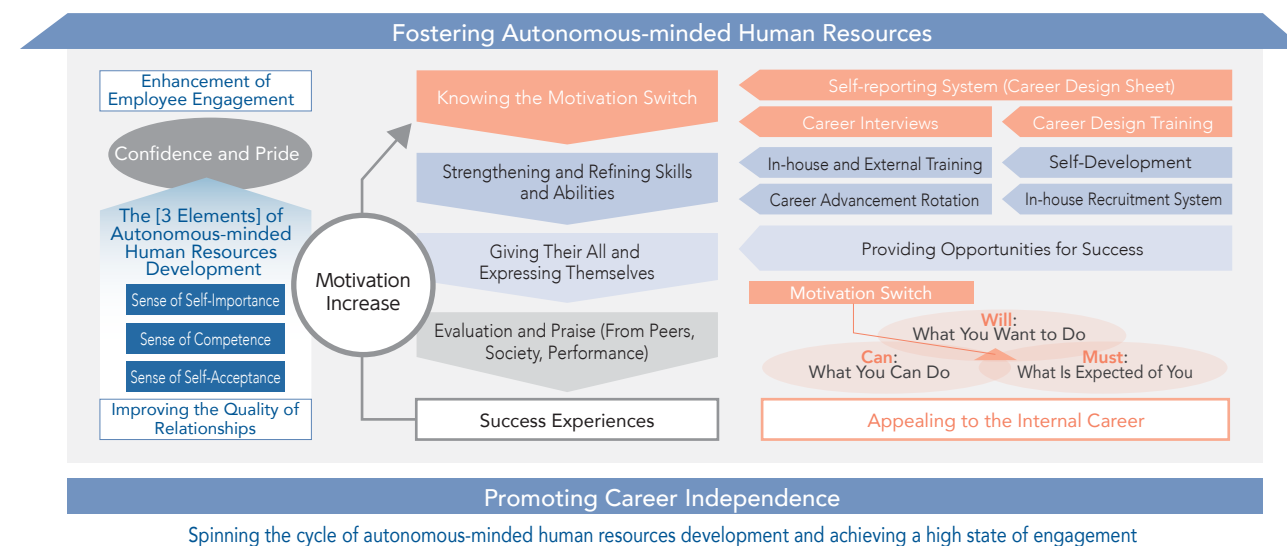 Fostering Autonomous-minded Human Resources
Enhancement of
Employee Engagement
Confidence and Pride
The [3 Elements] of
Autonomous-minded
Human Resources
Development
Sense of Self-Importance
Sense of Competence
Sense of Self-Acceptance
Improving the Quality of
Relationships
Motivation
Increase
Knowing the Motivation Switch
Strengthening and Refining Skills
and Abilities
Giving Their All and
Expressing Themselves
Evaluation and Praise (From Peers,
Society, Performance)
Success Experiences
Self-reporting System (Career Design Sheet)
Career Interviews
Career Design Training
In-house and External Training
Self-Development
Career Advancement Rotation
In-house Recruitment System
Providing Opportunities for Success
Motivation Switch
Will:
What You Want to Do
Can:
What You Can Do
Must:
What Is Expected of You
Appealing to the Internal Career
Promoting Career Independence
Spinning the cycle of autonomous-minded human resources development and achieving a high state of engagement